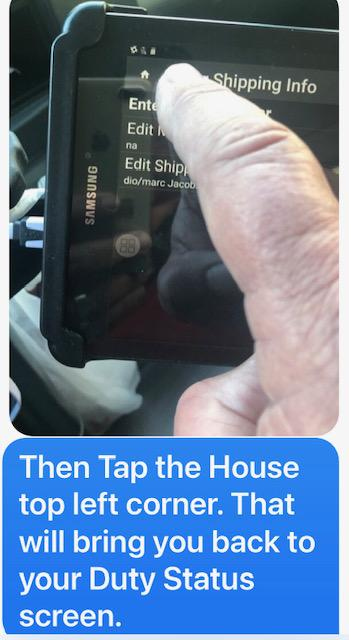 Shipping Info
Edit
na
Edit Shipp
dio/marc Jacob
SAMSUNG
Then Tap the House
top left corner. That
will bring you back to
your Duty Status
screen.